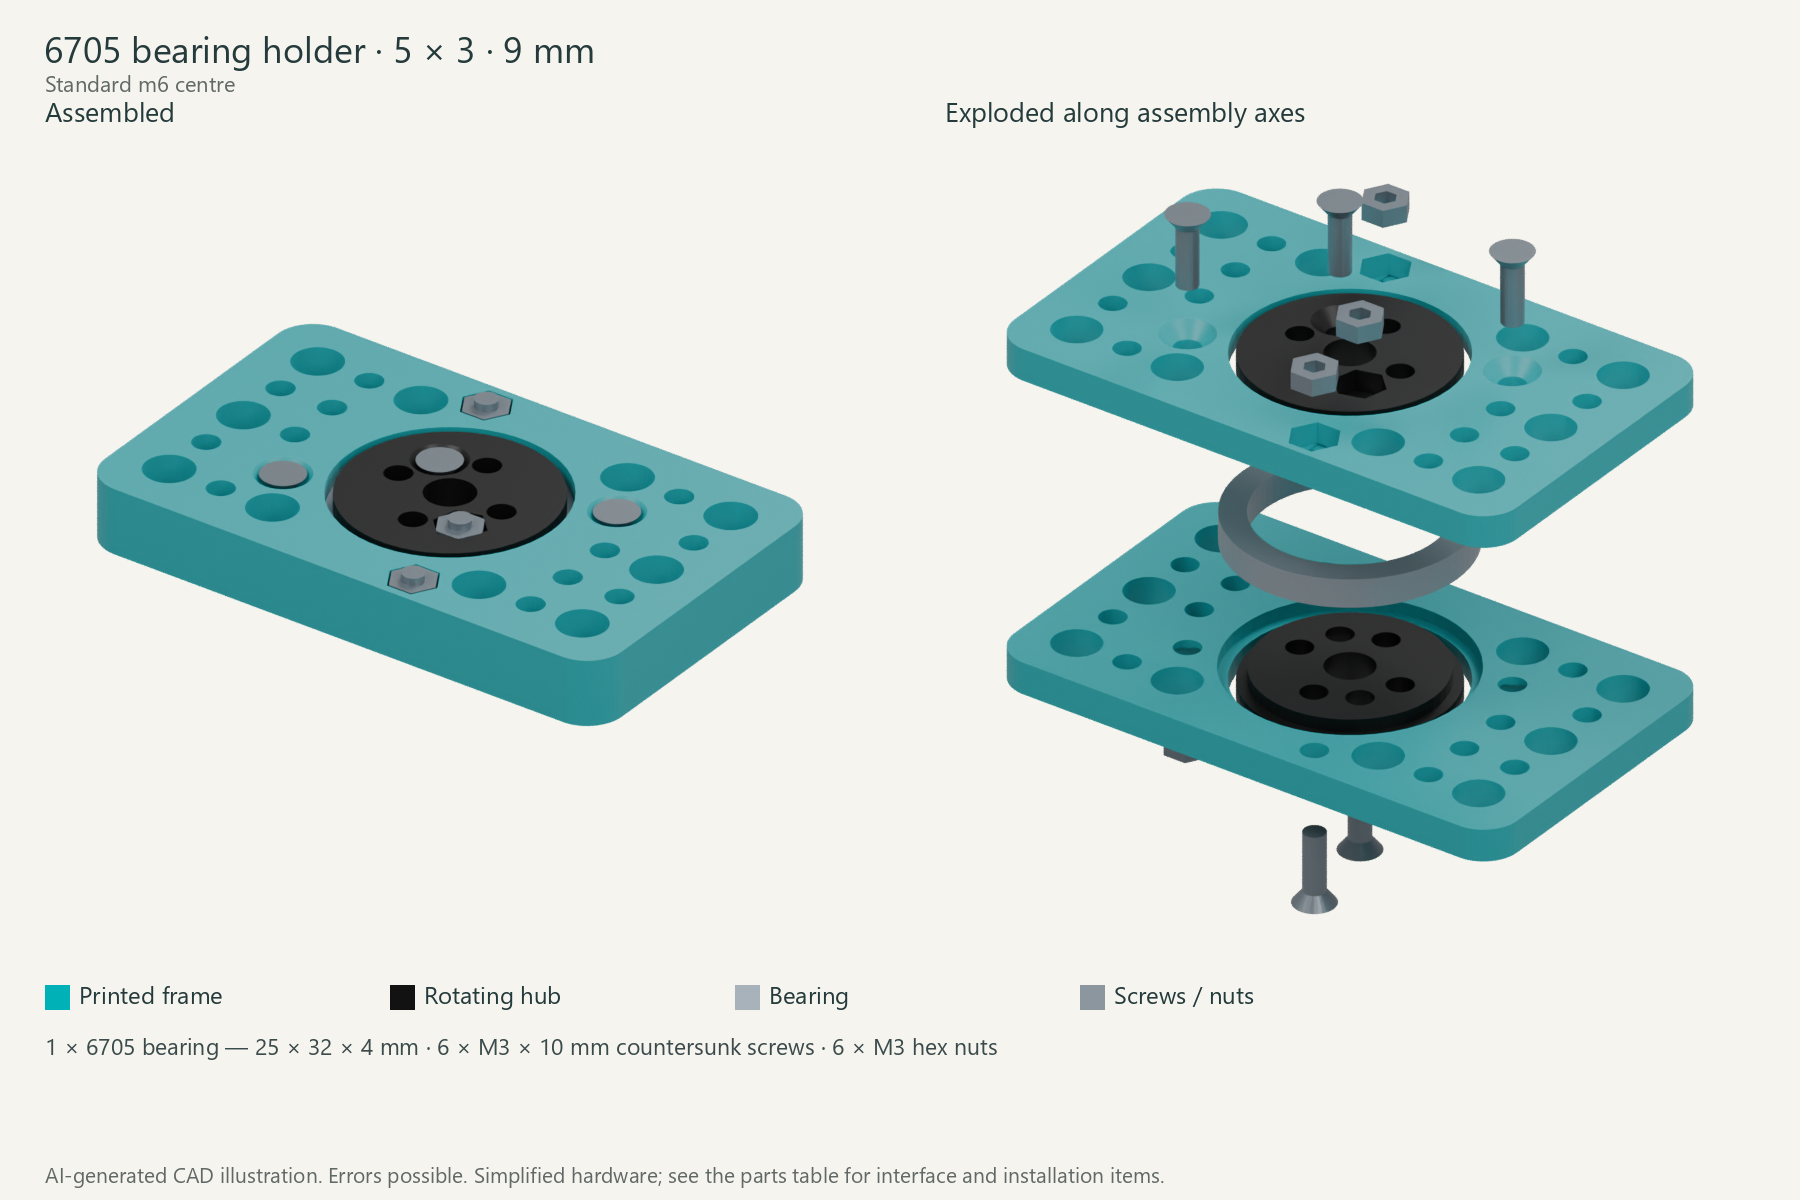 6705 bearing holder · 5 × 3 · 9 mm
Standard m6 centre
Assembled
Exploded along assembly axes
Printed frame
Rotating hub
Bearing
Screws / nuts
1 × 6705 bearing — 25 × 32 × 4 mm · 6 × M3 × 10 mm countersunk screws · 6 × M3 hex nuts
AI-generated CAD illustration. Errors possible. Simplified hardware; see the parts table for interface and installation items.